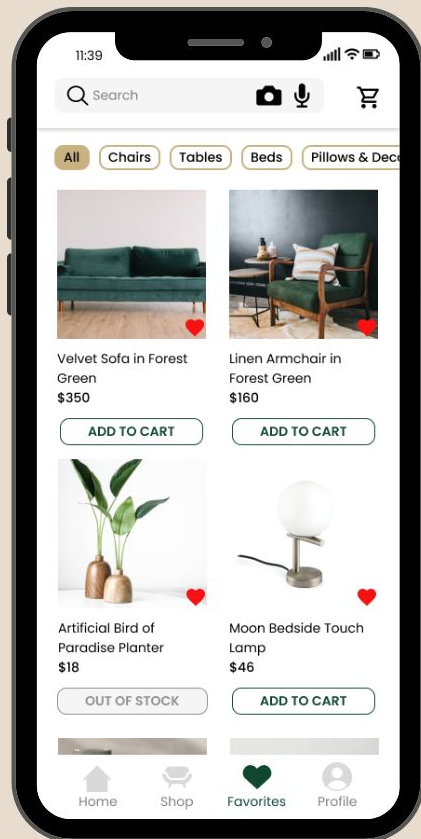 11:39
Search
All Chairs Tables Beds Pillows & Deco
Velvet Sofa in Forest
Green
$350
ADD TO CART
Linen Armchair in
Forest Green
$160
ADD TO CART
Artificial Bird of
Paradise Planter
$18
OUT OF STOCK
Moon Bedside Touch
Lamp
$46
ADD TO CART
Home Shop Favorites Profile